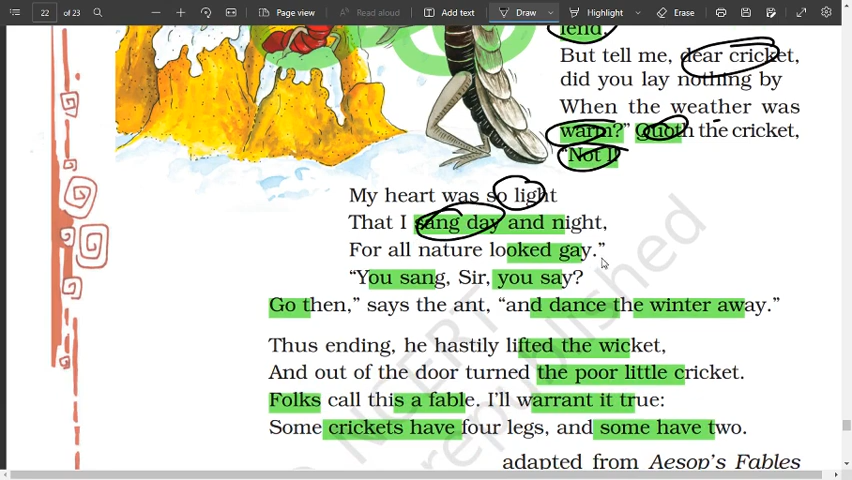 22 of 23
Page view
Read aloud
Add text
Draw
Highlight
Erase
lend.
But tell me, dear cricket,
did you lay nothing by
When the weather was
warm?” Quoth the cricket,
“Not I!
My heart was so light
That I sang day and night,
For all nature looked gay.”
“You sang, Sir, you say?
Go then,” says the ant, “and dance the winter away.”
Thus ending, he hastily lifted the wicket,
And out of the door turned the poor little cricket.
Folks call this a fable. I’ll warrant it true:
Some crickets have four legs, and some have two.
adapted from Aesop’s Fables
NCERT
republished